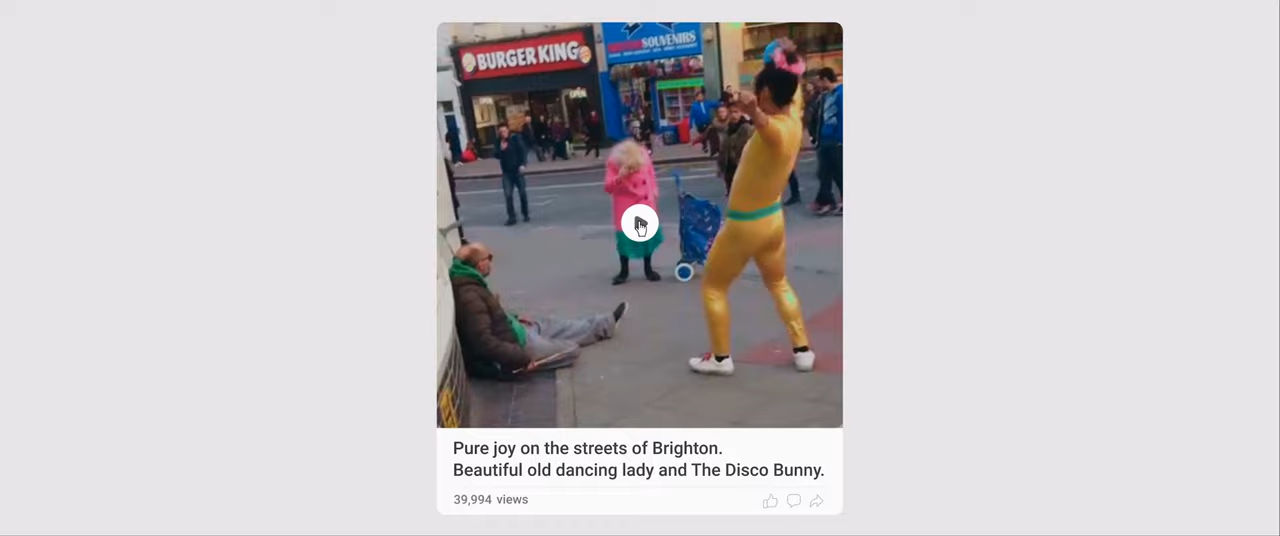 BURGER KING
SOUVENIRS
OPEN
Pure joy on the streets of Brighton.
Beautiful old dancing lady and The Disco Bunny.
39,994 views